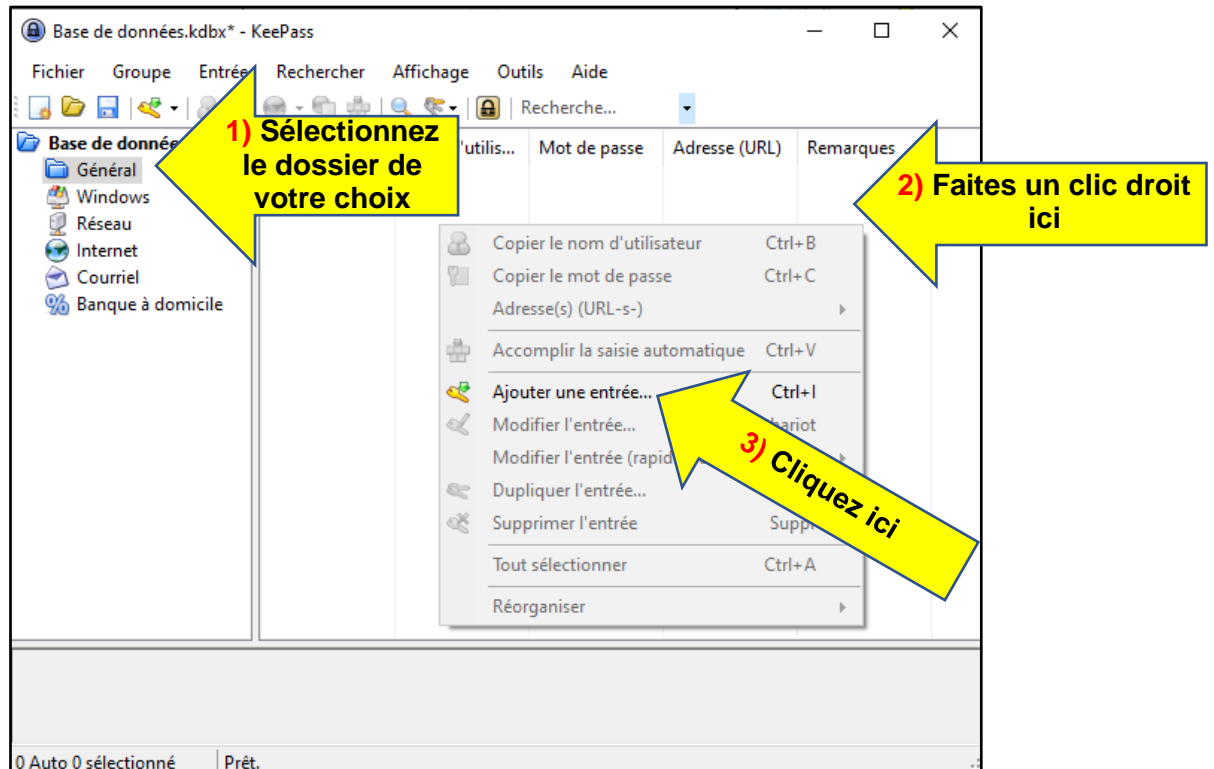 Base de données.kdbx* - KeePass
Fichier Groupe Entrée Rechercher Affichage Outils Aide
Recherche...
Base de donnée
Général
Windows
Réseau
Internet
Courriel
Banque à domicile
'utilis... Mot de passe Adresse (URL) Remarques
1) Sélectionnez
le dossier de
votre choix
2) Faites un clic droit
ici
Copier le nom d'utilisateur Ctrl+B
Copier le mot de passe Ctrl+C
Adresse(s) (URL-s-)
Accomplir la saisie automatique Ctrl+V
Ajouter une entrée... Ctrl+I
Modifier l'entrée... hariot
Modifier l'entrée (rapid
Dupliquer l'entrée...
Supprimer l'entrée Suppr
Tout sélectionner Ctrl+A
Réorganiser
3) Cliquez ici
0 Auto 0 sélectionné Prêt.